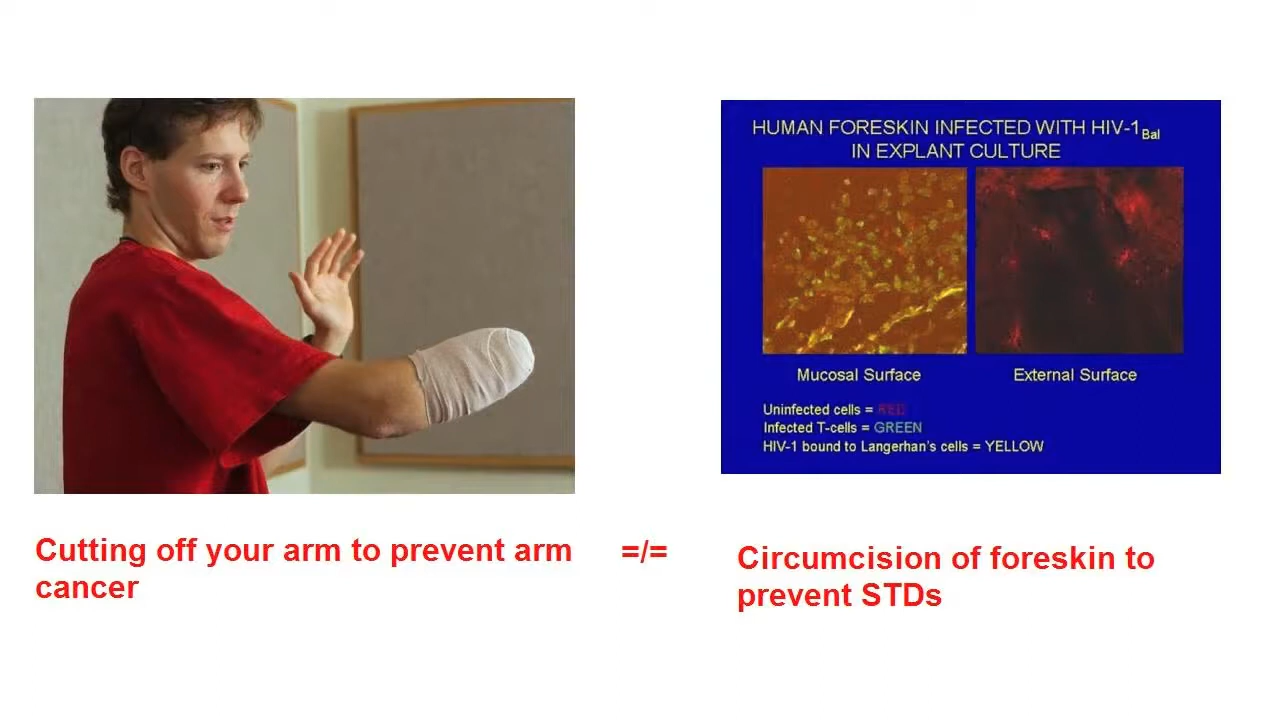 HUMAN FORESKIN INFECTED WITH HIV-1Bal
IN EXPLANT CULTURE
Mucosal Surface
External Surface
Uninfected cells = RED
Infected T-cells = GREEN
HIV-1 bound to Langerhan's cells = YELLOW
Cutting off your arm to prevent arm
cancer
=/=
Circumcision of foreskin to
prevent STDs